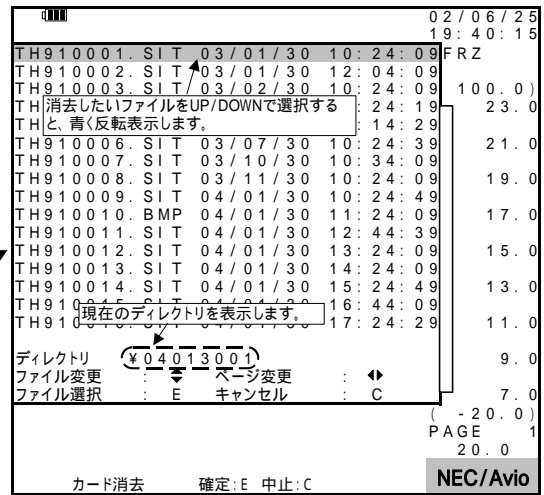 02/06/25
19:40:15
TH910001.SIT 03/01/30 10:24:09 FRZ
TH910002.SIT 03/01/30 12:04:09
TH910003.SIT 03/02/30 10:24:09 100.0)
TH :24:19 23.0
消去したいファイルをUP/DOWNで選択する
と、青く反転表示します。
TH :14:29
TH910006.SIT 03/07/30 10:24:39 21.0
TH910007.SIT 03/10/30 10:34:09
TH910008.SIT 03/11/30 10:24:09 19.0
TH910009.SIT 04/01/30 10:24:49
TH910010.BMP 04/01/30 11:24:09 17.0
TH910011.SIT 04/01/30 12:44:39
TH910012.SIT 04/01/30 13:24:09 15.0
TH910013.SIT 04/01/30 14:24:09
TH910014.SIT 04/01/30 15:24:49 13.0
16:44:09
現在のディレクトリを表示します。
17:24:29 11.0
ディレクトリ ¥04013001 9.0
ファイル変更 : ページ変更 : ◀▶
ファイル選択 : E キャンセル : C 7.0
( -20.0)
PAGE 1
20.0
カード消去 確定:E 中止:C
NEC/Avio